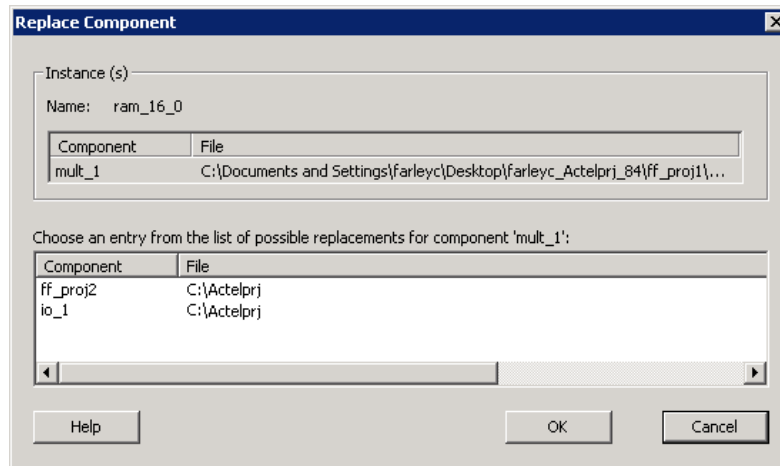 Replace Component
Instance (s)
Name: ram_16_0
Component File
mult_1 C:\Documents and Settings\farleyc\Desktop\farleyc_Actelprj_84\ff_proj1\...
Choose an entry from the list of possible replacements for component 'mult_1':
Component File
ff_proj2 C:\Actelprj
io_1 C:\Actelprj
Help OK Cancel